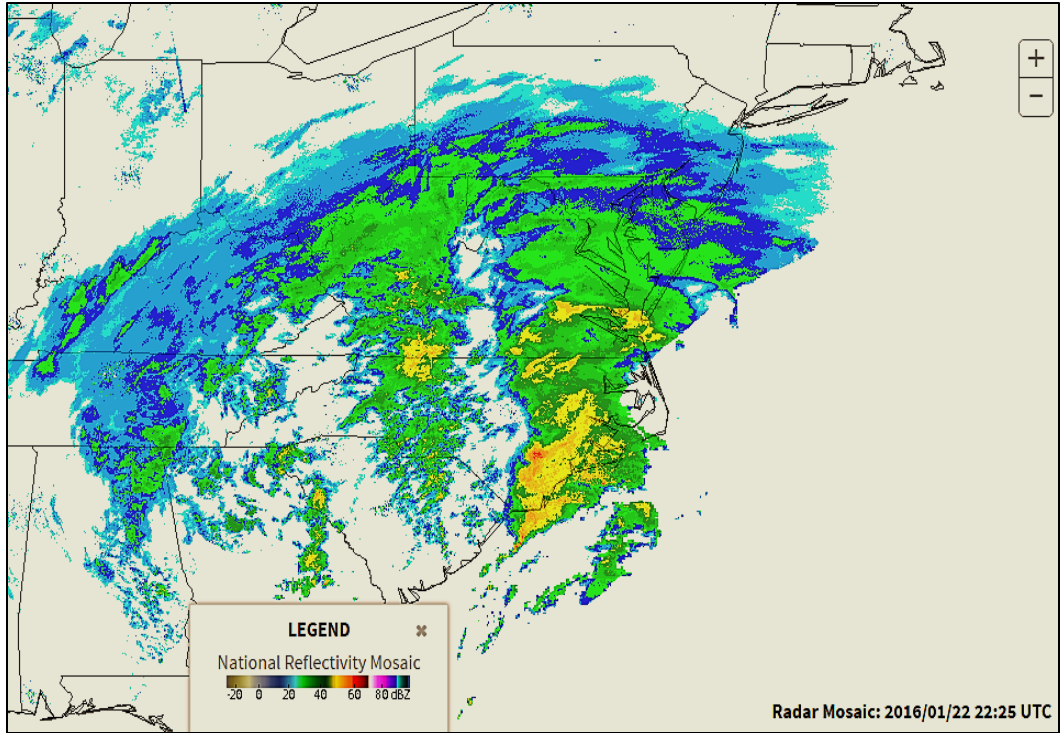 +
−
LEGEND ✖
National Reflectivity Mosaic
-20 0 20 40 60 80 dBZ
Radar Mosaic: 2016/01/22 22:25 UTC